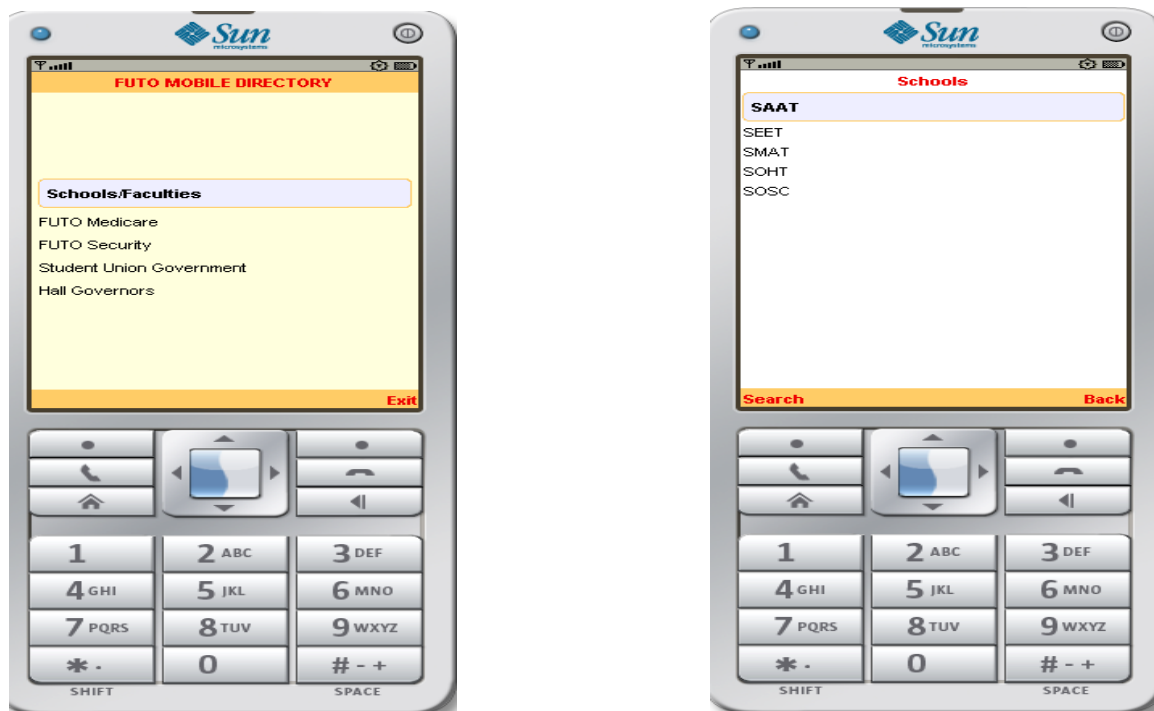 Sun
microsystems
FUTO MOBILE DIRECTORY
Schools/Faculties
FUTO Medicare
FUTO Security
Student Union Government
Hall Governors
Exit
1 2 ABC 3 DEF
4 GHI 5 JKL 6 MNO
7 PQRS 8 TUV 9 WXYZ
* . 0 # - +
SHIFT SPACE
Sun
microsystems
Schools
SAAT
SEET
SMAT
SOHT
SOSC
Search Back
1 2 ABC 3 DEF
4 GHI 5 JKL 6 MNO
7 PQRS 8 TUV 9 WXYZ
* . 0 # - +
SHIFT SPACE